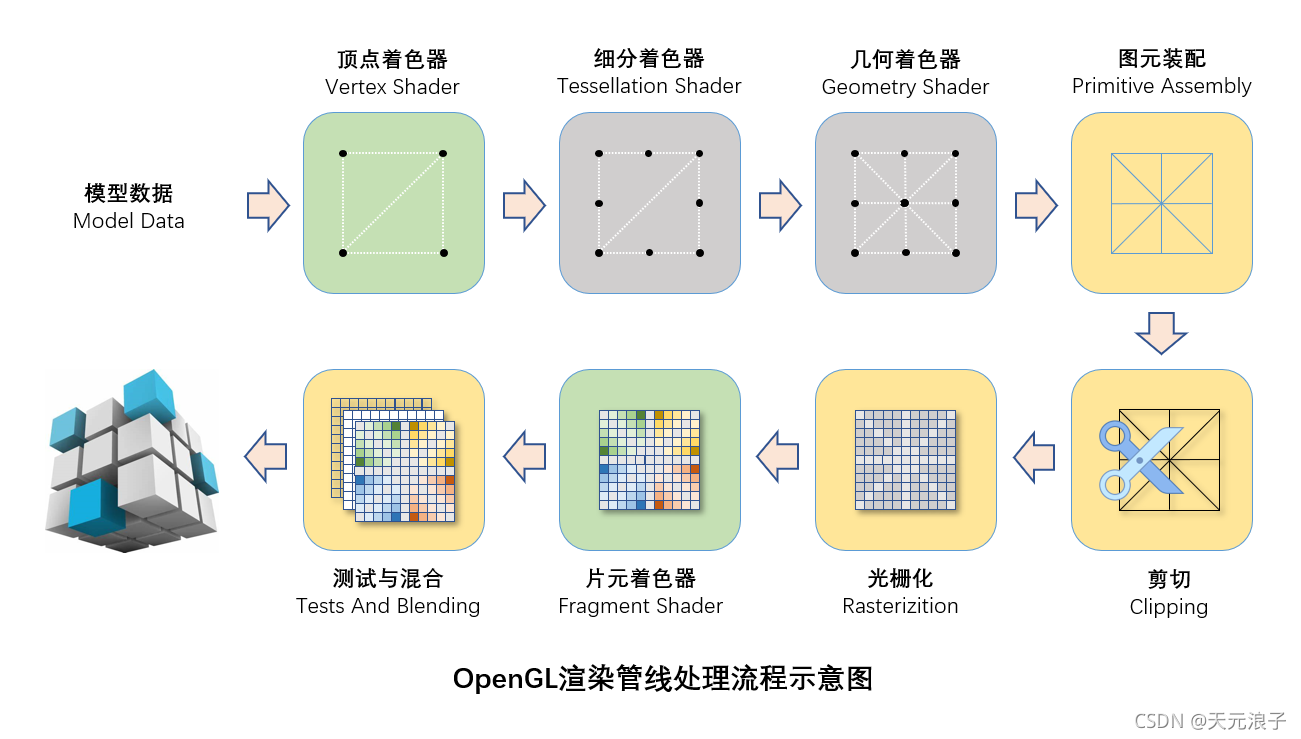 顶点着色器
Vertex Shader
细分着色器
Tessellation Shader
几何着色器
Geometry Shader
图元装配
Primitive Assembly
模型数据
Model Data
测试与混合
Tests And Blending
片元着色器
Fragment Shader
光栅化
Rasterizition
剪切
Clipping
OpenGL渲染管线处理流程示意图
CSDN @天元浪子